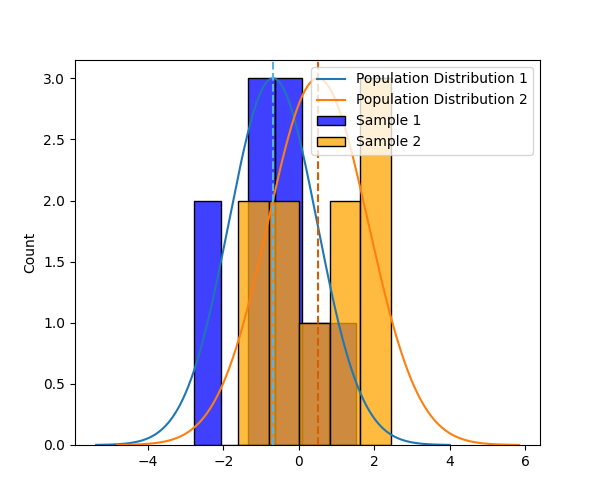 Population Distribution 1
Population Distribution 2
Sample 1
Sample 2
3.0
2.5
2.0
1.5
1.0
0.5
0.0
Count
−4
−2
0
2
4
6